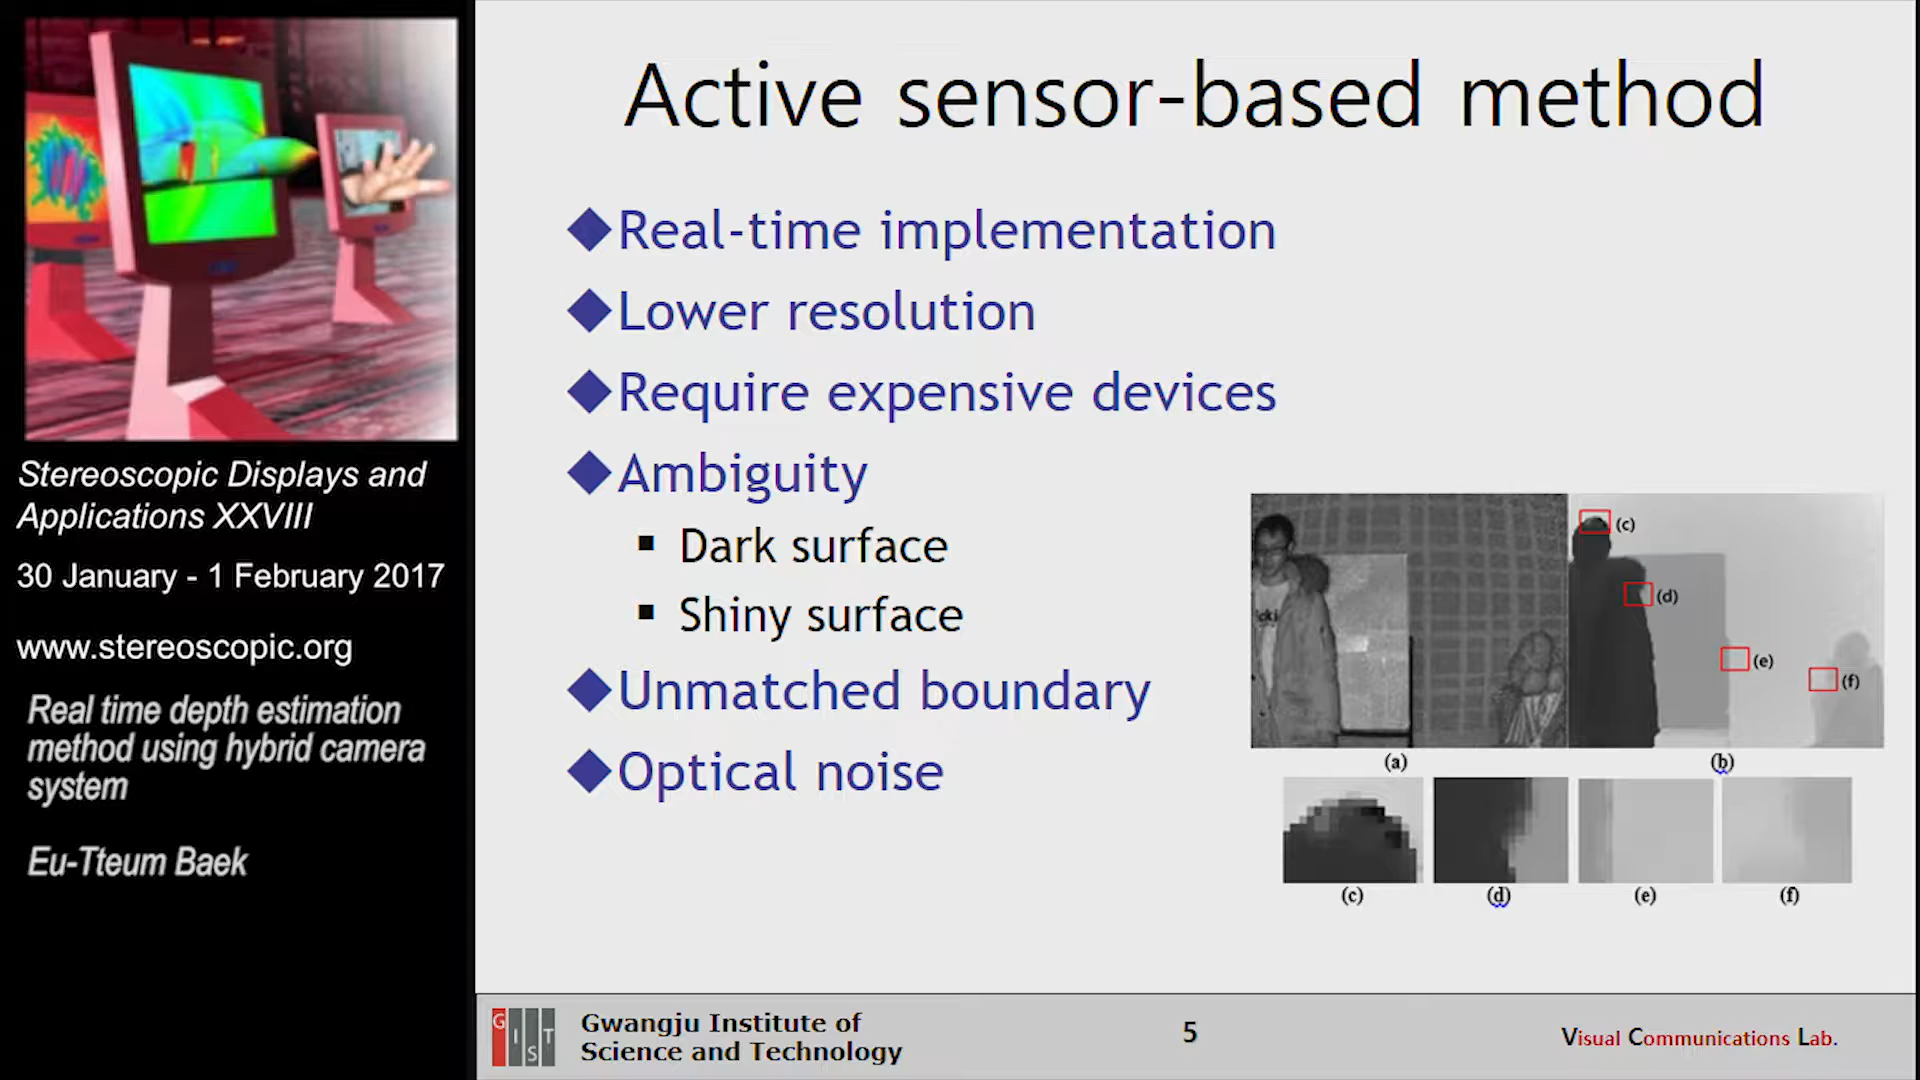 Stereoscopic Displays and
Applications XXVIII
30 January - 1 February 2017
www.stereoscopic.org
Real time depth estimation
method using hybrid camera
system
Eu-Tteum Baek
Active sensor-based method
Real-time implementation
Lower resolution
Require expensive devices
Ambiguity
Dark surface
Shiny surface
Unmatched boundary
Optical noise
(c)
(d)
(e)
(f)
(a) (b)
(c) (d) (e) (f)
GIST
Gwangju Institute of
Science and Technology
5
Visual Communications Lab.